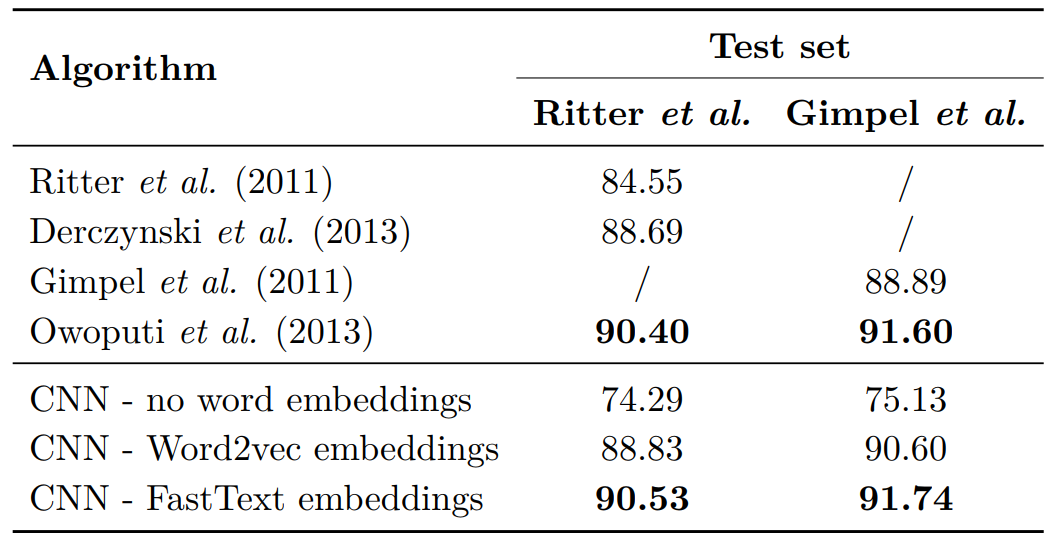 Algorithm
Test set
Ritter et al. Gimpel et al.
Ritter et al. (2011) 84.55 /
Derczynski et al. (2013) 88.69 /
Gimpel et al. (2011) / 88.89
Owoputi et al. (2013) 90.40 91.60
CNN - no word embeddings 74.29 75.13
CNN - Word2vec embeddings 88.83 90.60
CNN - FastText embeddings 90.53 91.74